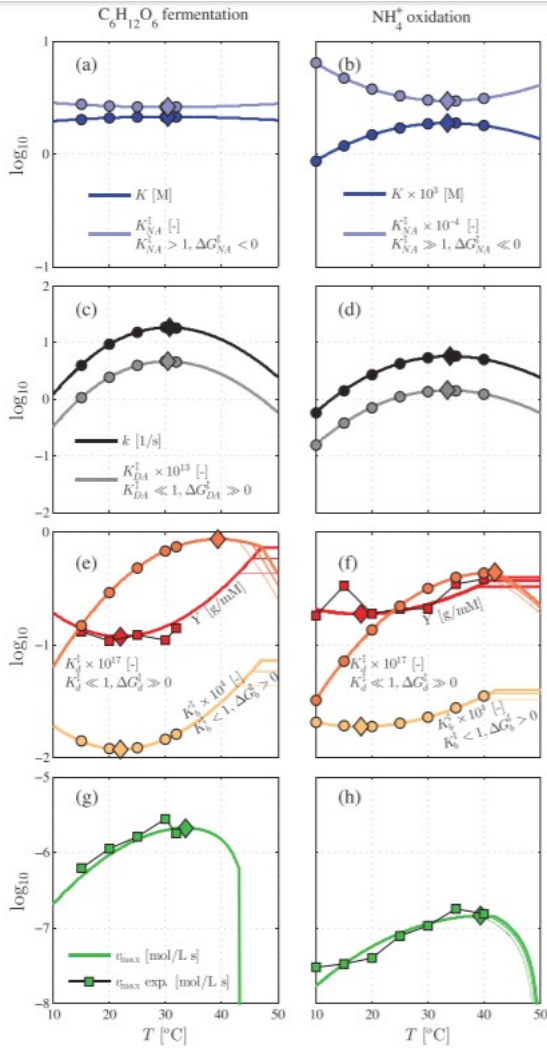 C₆H₁₂O₆ fermentation
NH₄⁺ oxidation
(a)
(b)
log₁₀
1
0
-1
K [M]
K‡NA [-]
K‡NA > 1, ΔG‡NA < 0
K × 10³ [M]
K‡NA × 10⁻⁴ [-]
K‡NA ≫ 1, ΔG‡NA ≪ 0
(c)
(d)
log₁₀
2
1
0
-1
-2
k [1/s]
K‡DA × 10¹³ [-]
K‡DA ≪ 1, ΔG‡DA ≫ 0
(e)
(f)
log₁₀
0
-1
-2
Y [g/mM]
K‡d × 10¹⁷ [-]
K‡d ≪ 1, ΔG‡d ≫ 0
K‡b × 10⁴ [-]
K‡b < 1, ΔG‡b > 0
Y [g/mM]
K‡d × 10¹⁷ [-]
K‡d ≪ 1, ΔG‡d ≫ 0
K‡b × 10⁴ [-]
K‡b < 1, ΔG‡b > 0
(g)
(h)
log₁₀
-5
-6
-7
-8
vmax [mol/L s]
vmax exp. [mol/L s]
10 20 30 40 50
10 20 30 40 50
T [°C]
T [°C]